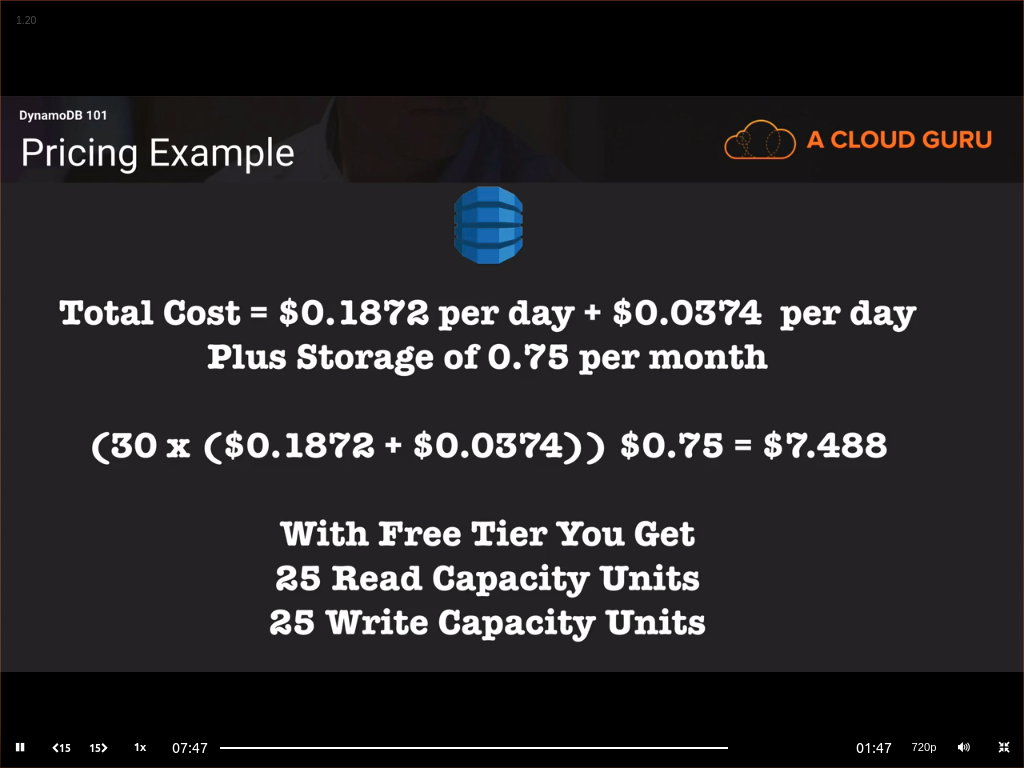 1.20
DynamoDB 101
Pricing Example
A CLOUD GURU
Total Cost = $0.1872 per day + $0.0374 per day
Plus Storage of 0.75 per month
(30 x ($0.1872 + $0.0374)) $0.75 = $7.488
With Free Tier You Get
25 Read Capacity Units
25 Write Capacity Units
15 15 1x 07:47 01:47 720p